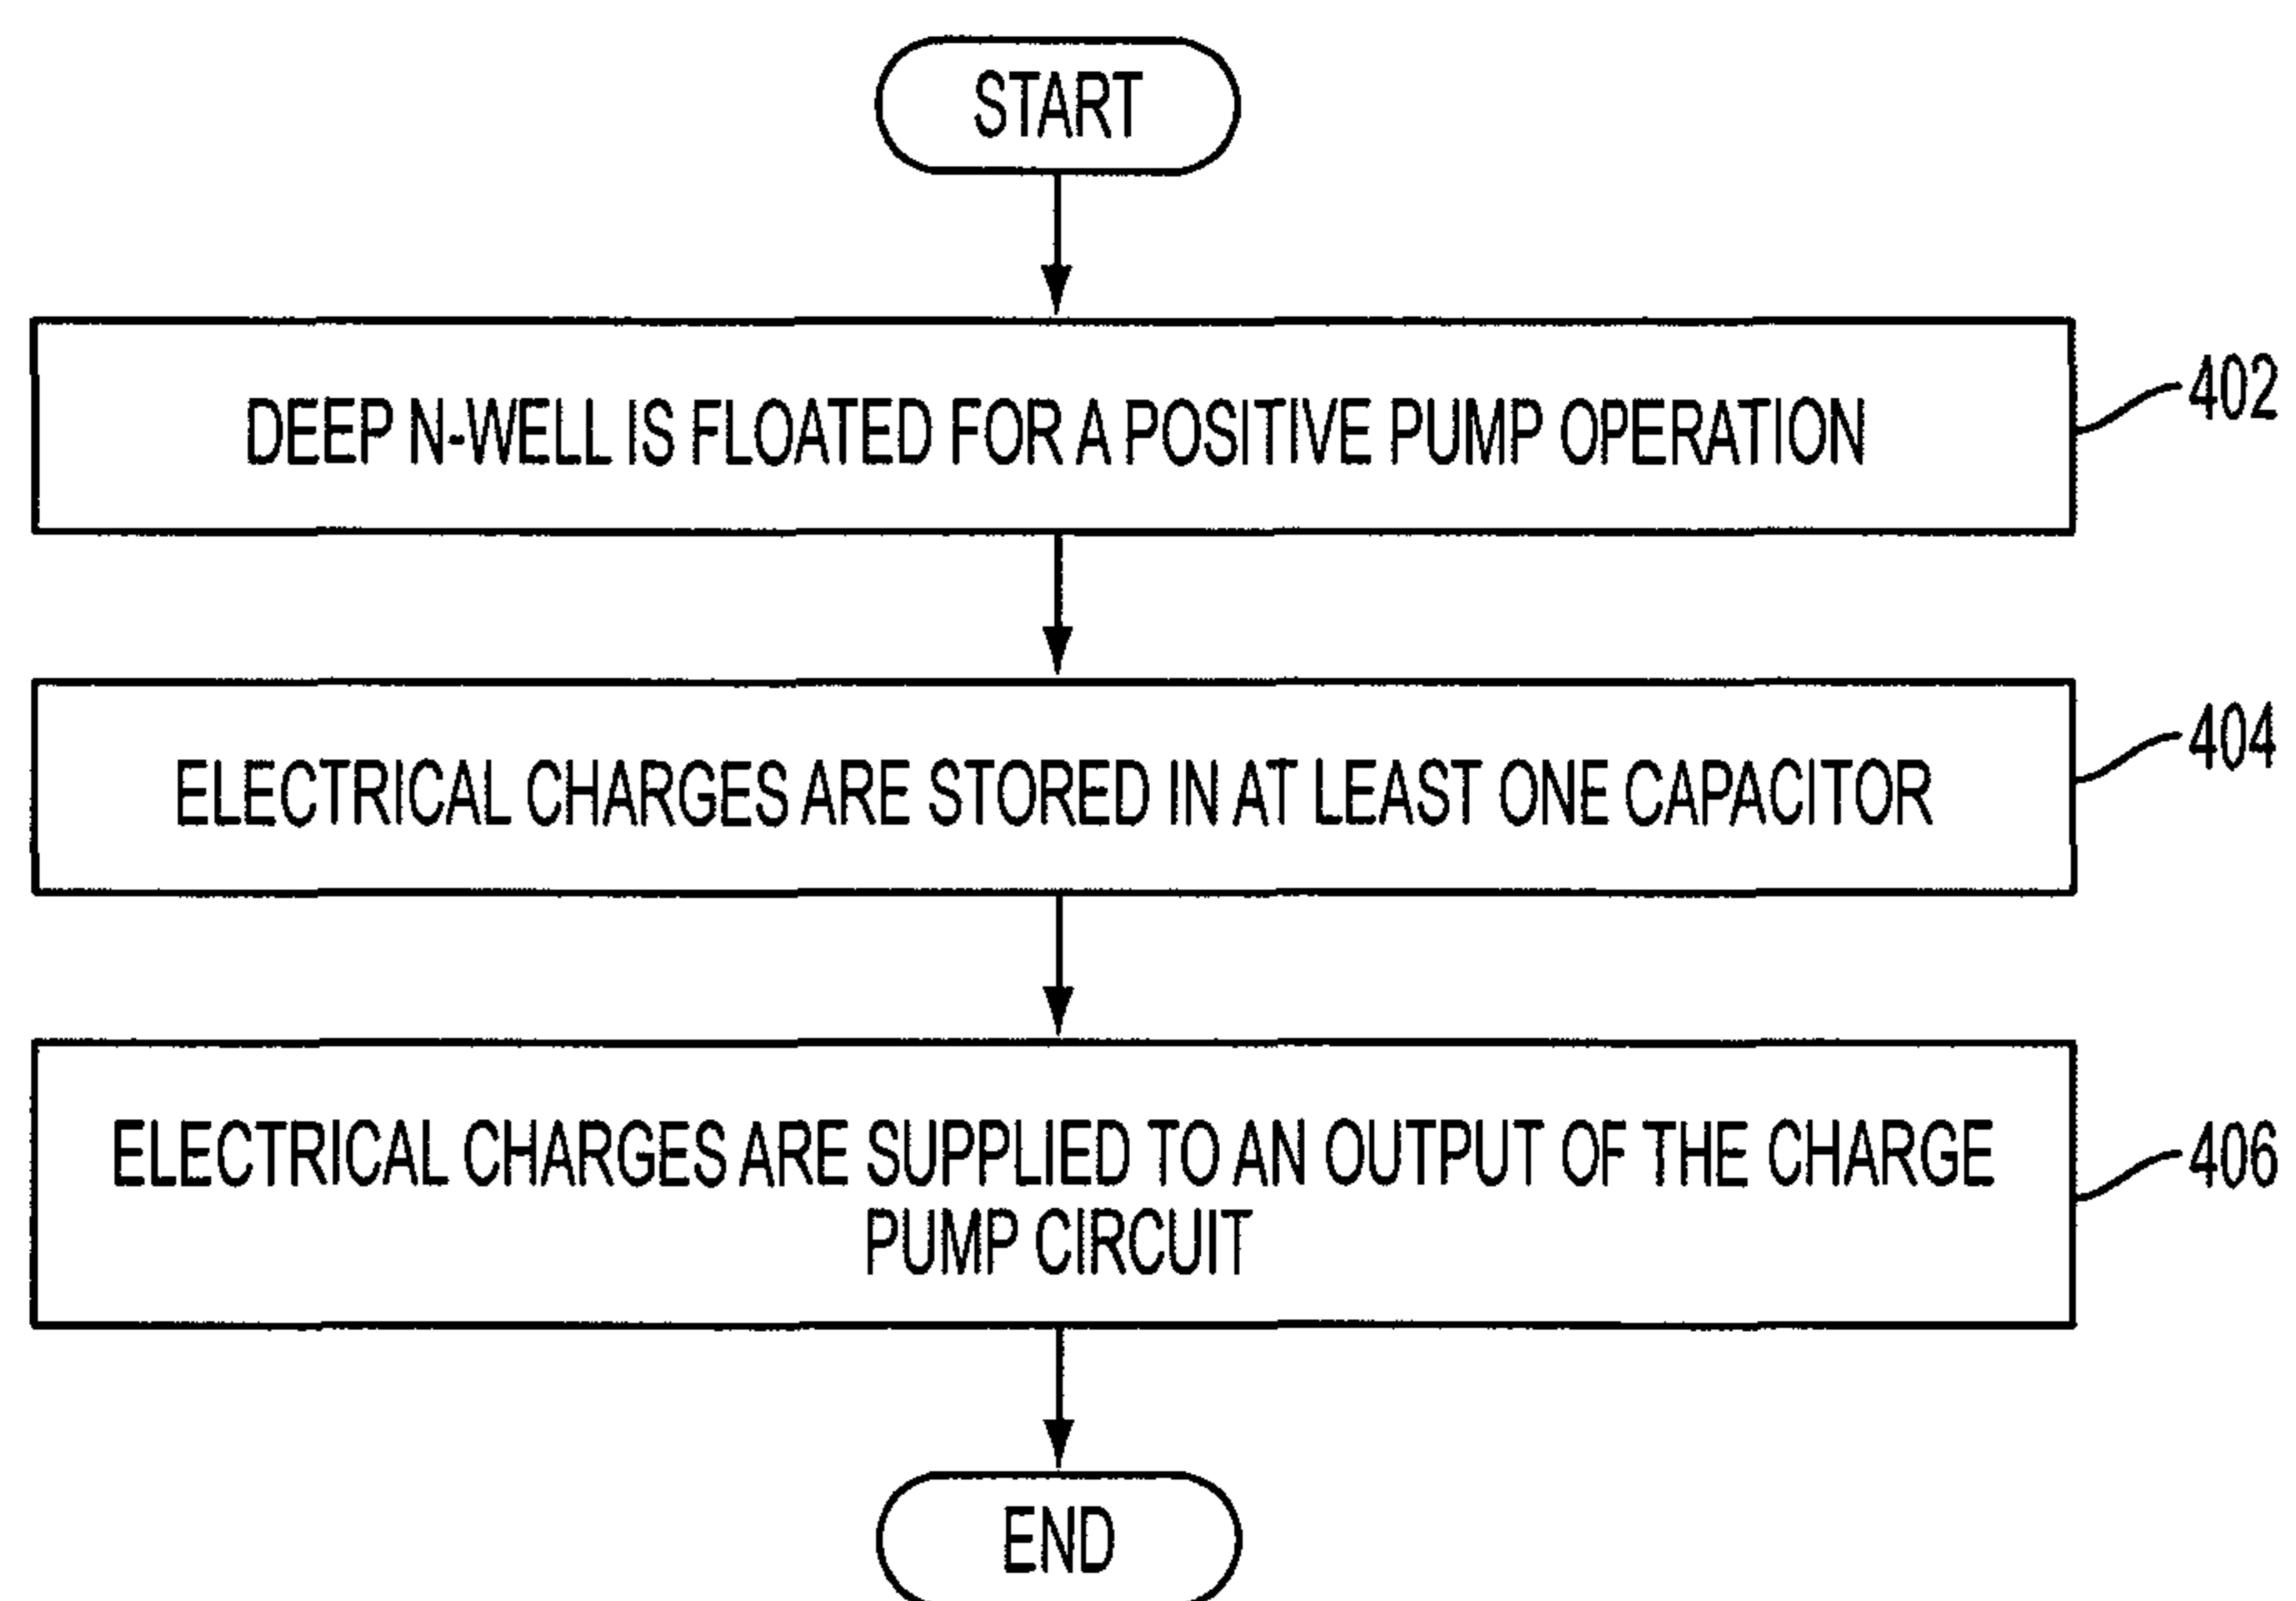 START
DEEP N-WELL IS FLOATED FOR A POSITIVE PUMP OPERATION
402
ELECTRICAL CHARGES ARE STORED IN AT LEAST ONE CAPACITOR
404
ELECTRICAL CHARGES ARE SUPPLIED TO AN OUTPUT OF THE CHARGE
PUMP CIRCUIT
406
END